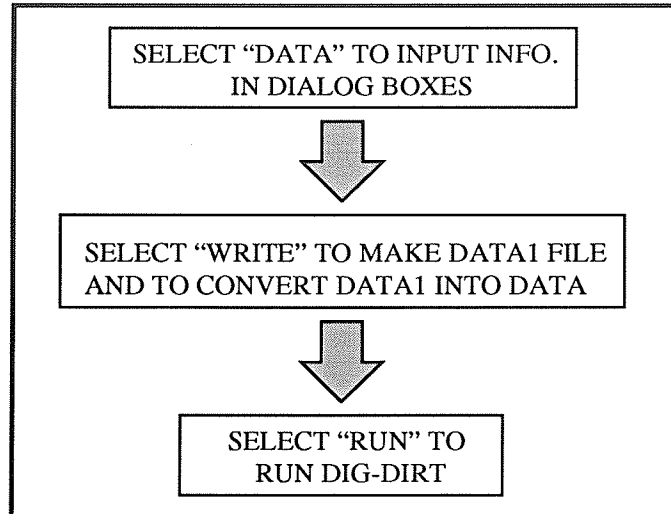 SELECT “DATA” TO INPUT INFO.
IN DIALOG BOXES
SELECT “WRITE” TO MAKE DATA1 FILE
AND TO CONVERT DATA1 INTO DATA
SELECT “RUN” TO
RUN DIG-DIRT